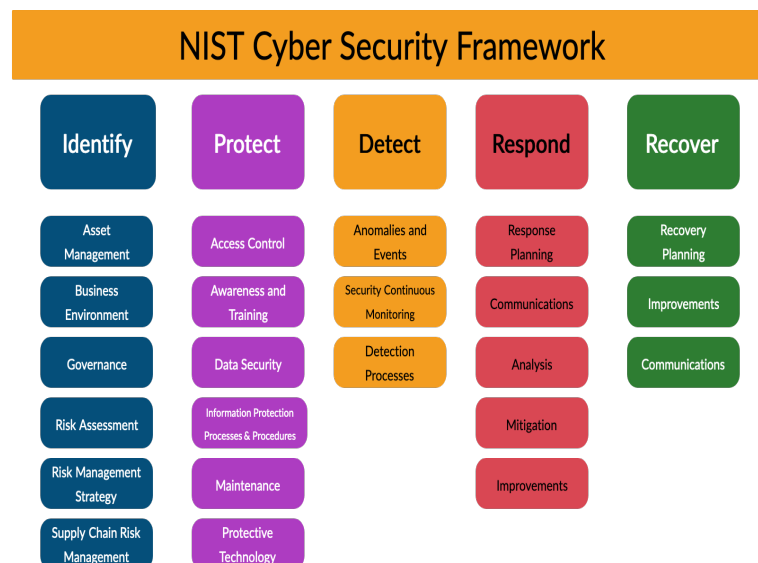 NIST Cyber Security Framework
Identify
Protect
Detect
Respond
Recover
Asset
Management
Business
Environment
Governance
Risk Assessment
Risk Management
Strategy
Supply Chain Risk
Management
Access Control
Awareness and
Training
Data Security
Information Protection
Processes & Procedures
Maintenance
Protective
Technology
Anomalies and
Events
Security Continuous
Monitoring
Detection
Processes
Response
Planning
Communications
Analysis
Mitigation
Improvements
Recovery
Planning
Improvements
Communications